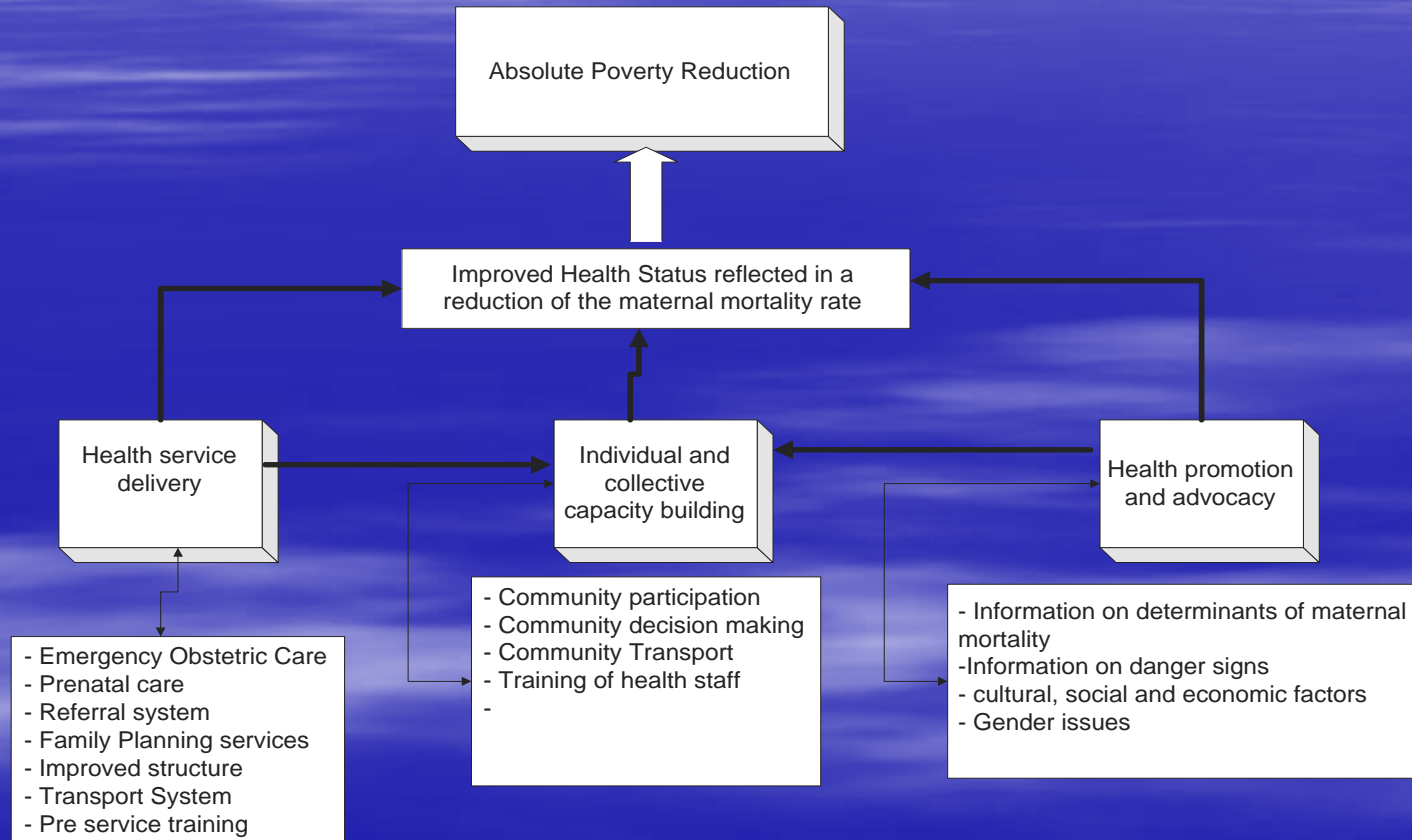 Absolute Poverty Reduction
Improved Health Status reflected in a
reduction of the maternal mortality rate
Health service
delivery
Individual and
collective
capacity building
Health promotion
and advocacy
- Emergency Obstetric Care
- Prenatal care
- Referral system
- Family Planning services
- Improved structure
- Transport System
- Pre service training
- Community participation
- Community decision making
- Community Transport
- Training of health staff
-
- Information on determinants of maternal
mortality
-Information on danger signs
- cultural, social and economic factors
- Gender issues